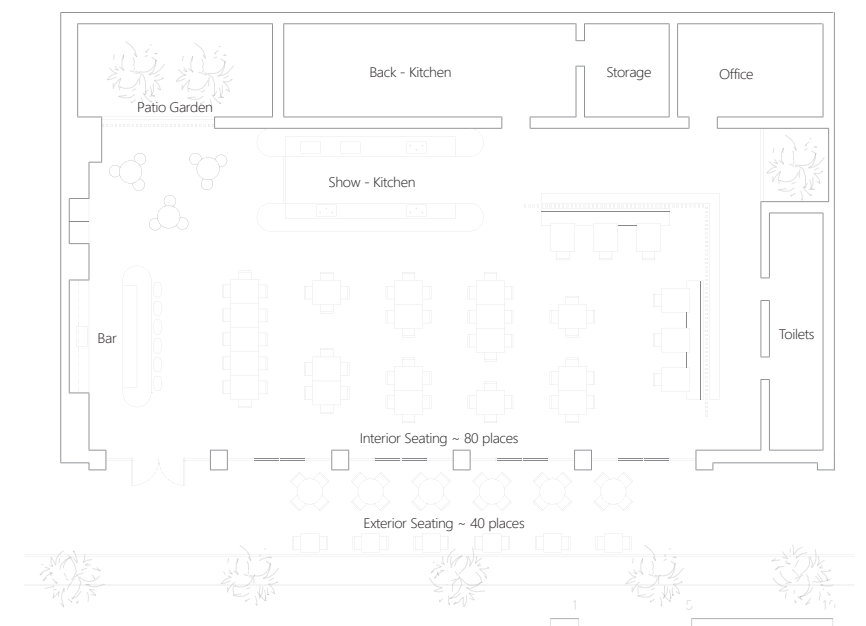 Back - Kitchen
Storage
Office
Patio Garden
Show - Kitchen
Bar
Toilets
Interior Seating ~ 80 places
Exterior Seating ~ 40 places
1
5